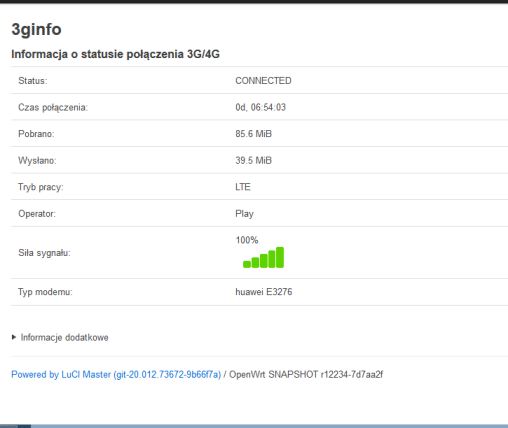 3ginfo
Informacja o statusie połączenia 3G/4G
Status: CONNECTED
Czas połączenia: 0d, 06:54:03
Pobrano: 85.6 MiB
Wysłano: 39.5 MiB
Tryb pracy: LTE
Operator: Play
Siła sygnału: 100%
Typ modemu: huawei E3276
Informacje dodatkowe
Powered by LuCI Master (git-20.012.73672-9b66f7a) / OpenWrt SNAPSHOT r12234-7d7aa2f